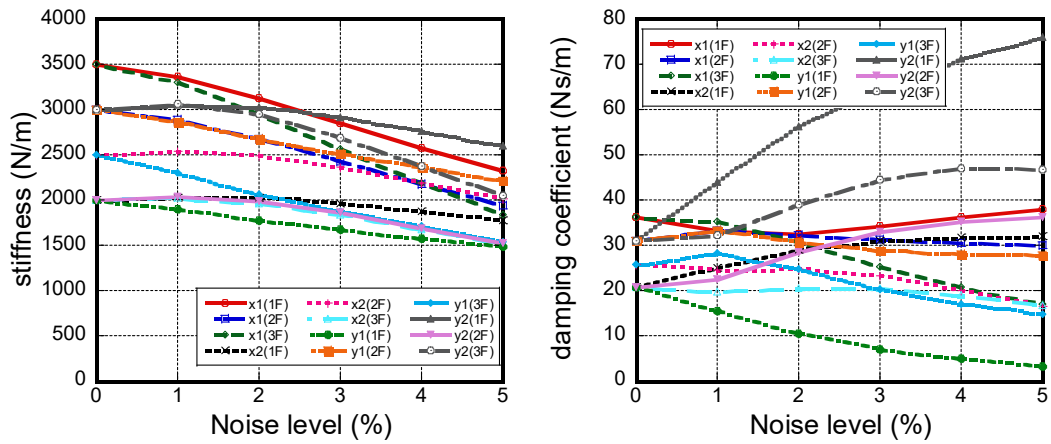 4000
3500
3000
2500
2000
1500
1000
500
0
stiffness (N/m)
x1(1F) x2(2F) y1(3F)
x1(2F) x2(3F) y2(1F)
x1(3F) y1(1F) y2(2F)
x2(1F) y1(2F) y2(3F)
0 1 2 3 4 5
Noise level (%)
80
70
60
50
40
30
20
10
0
damping coefficient (Ns/m)
x1(1F) x2(2F) y1(3F)
x1(2F) x2(3F) y2(1F)
x1(3F) y1(1F) y2(2F)
x2(1F) y1(2F) y2(3F)
0 1 2 3 4 5
Noise level (%)